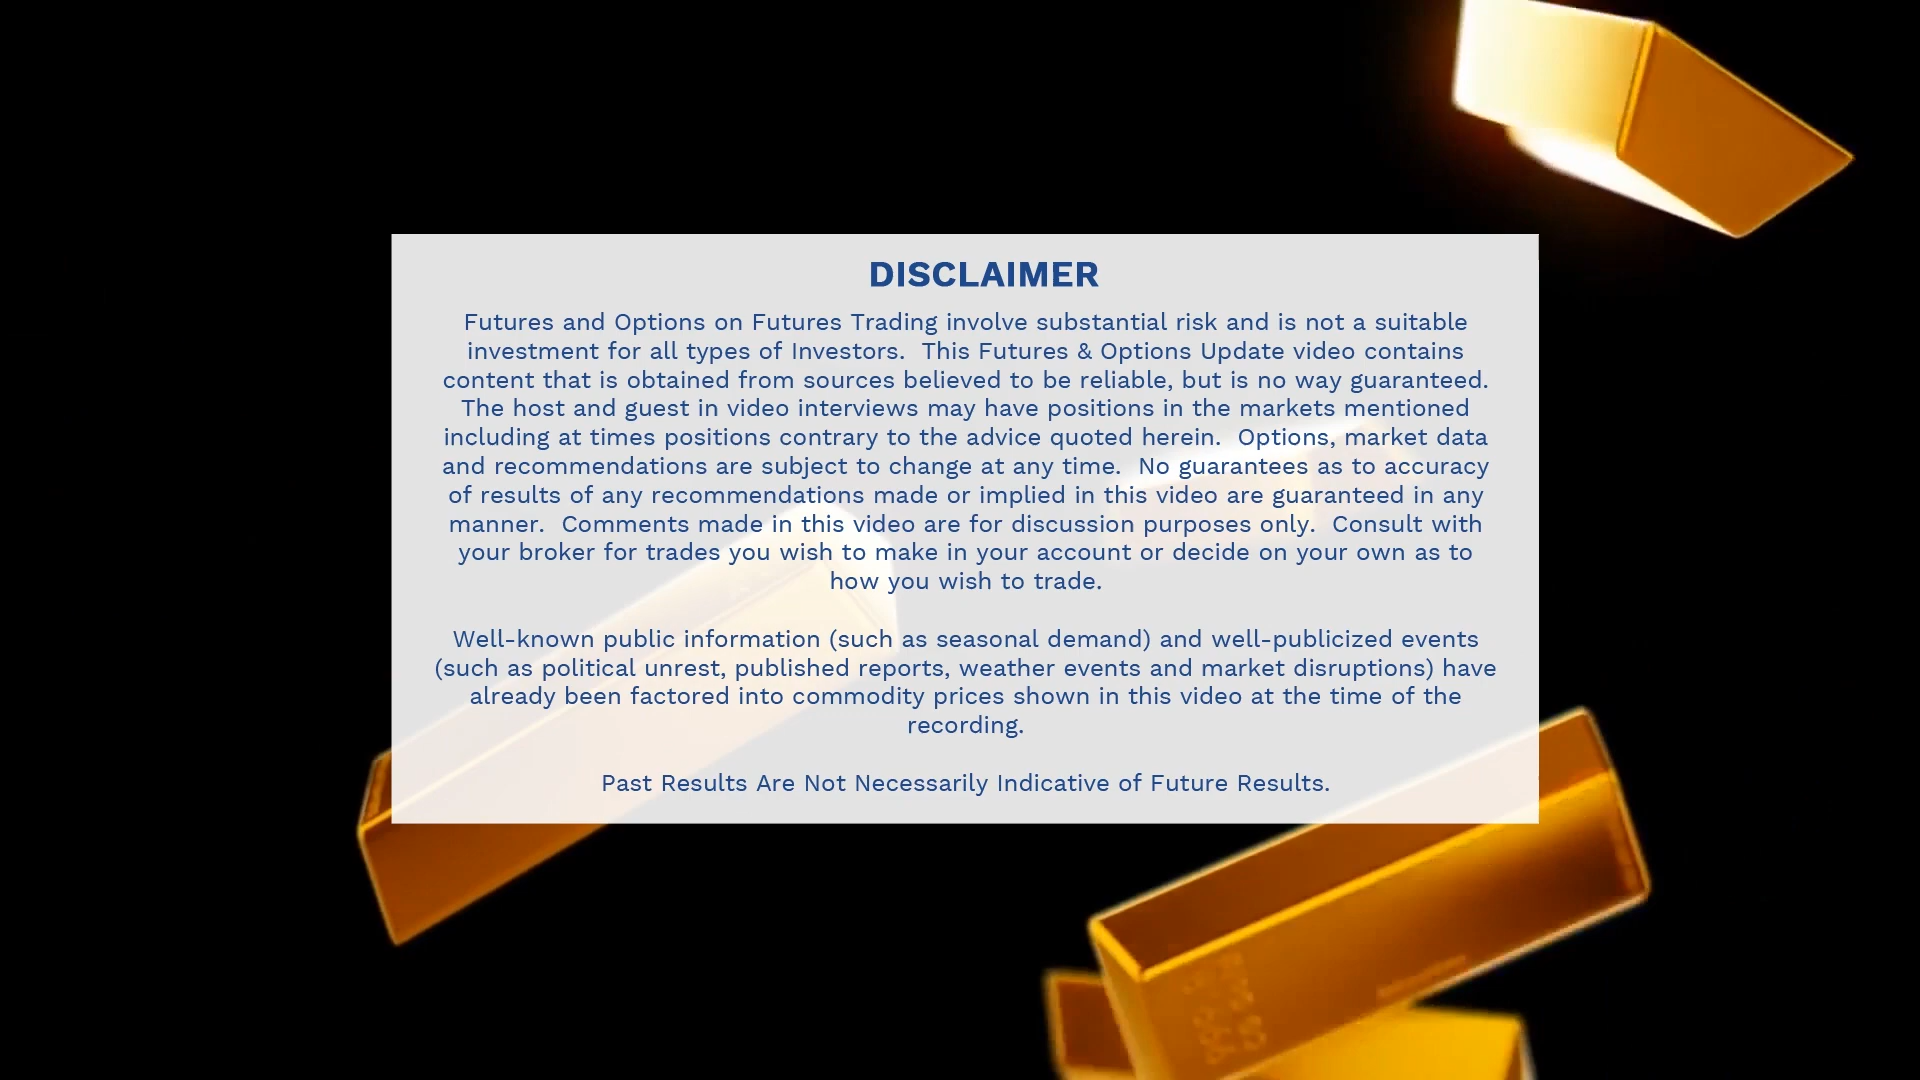 DISCLAIMER
Futures and Options on Futures Trading involve substantial risk and is not a suitable
investment for all types of Investors.  This Futures & Options Update video contains
content that is obtained from sources believed to be reliable, but is no way guaranteed.
The host and guest in video interviews may have positions in the markets mentioned
including at times positions contrary to the advice quoted herein.  Options, market data
and recommendations are subject to change at any time.  No guarantees as to accuracy
of results of any recommendations made or implied in this video are guaranteed in any
manner.  Comments made in this video are for discussion purposes only.  Consult with
your broker for trades you wish to make in your account or decide on your own as to
how you wish to trade.
Well-known public information (such as seasonal demand) and well-publicized events
(such as political unrest, published reports, weather events and market disruptions) have
already been factored into commodity prices shown in this video at the time of the
recording.
Past Results Are Not Necessarily Indicative of Future Results.